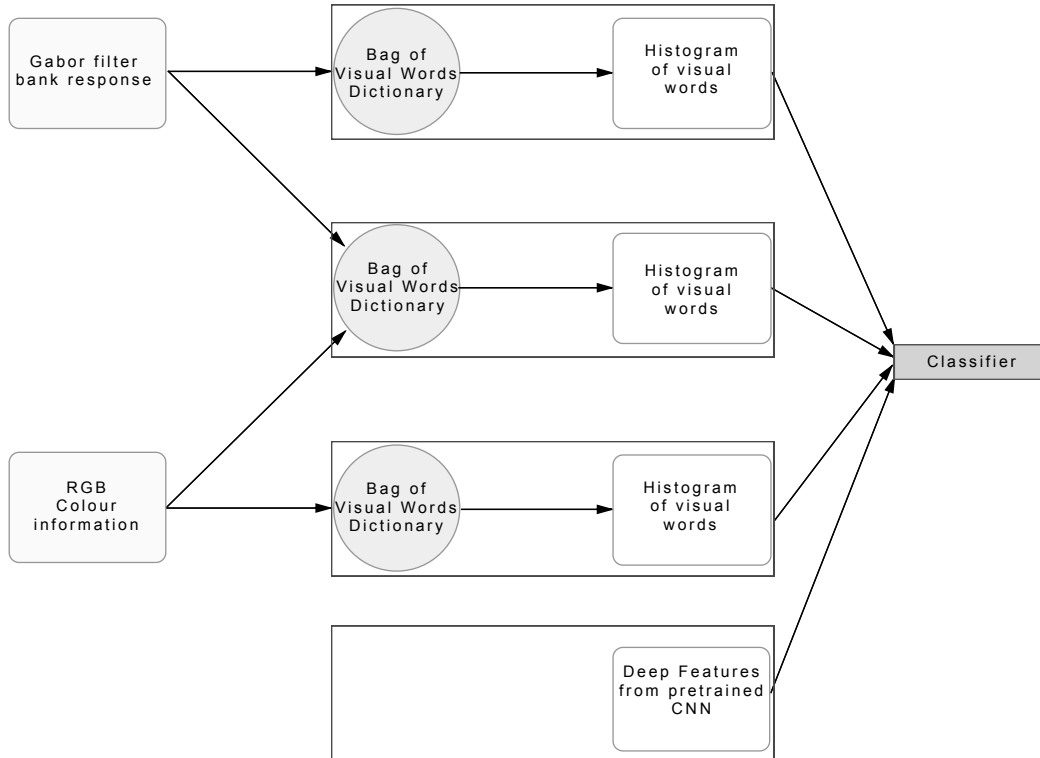 Gabor filter
bank response
Bag of
Visual Words
Dictionary
Histogram
of visual
words
Bag of
Visual Words
Dictionary
Histogram
of visual
words
Classifier
RGB
Colour
information
Bag of
Visual Words
Dictionary
Histogram
of visual
words
Deep Features
from pretrained
CNN